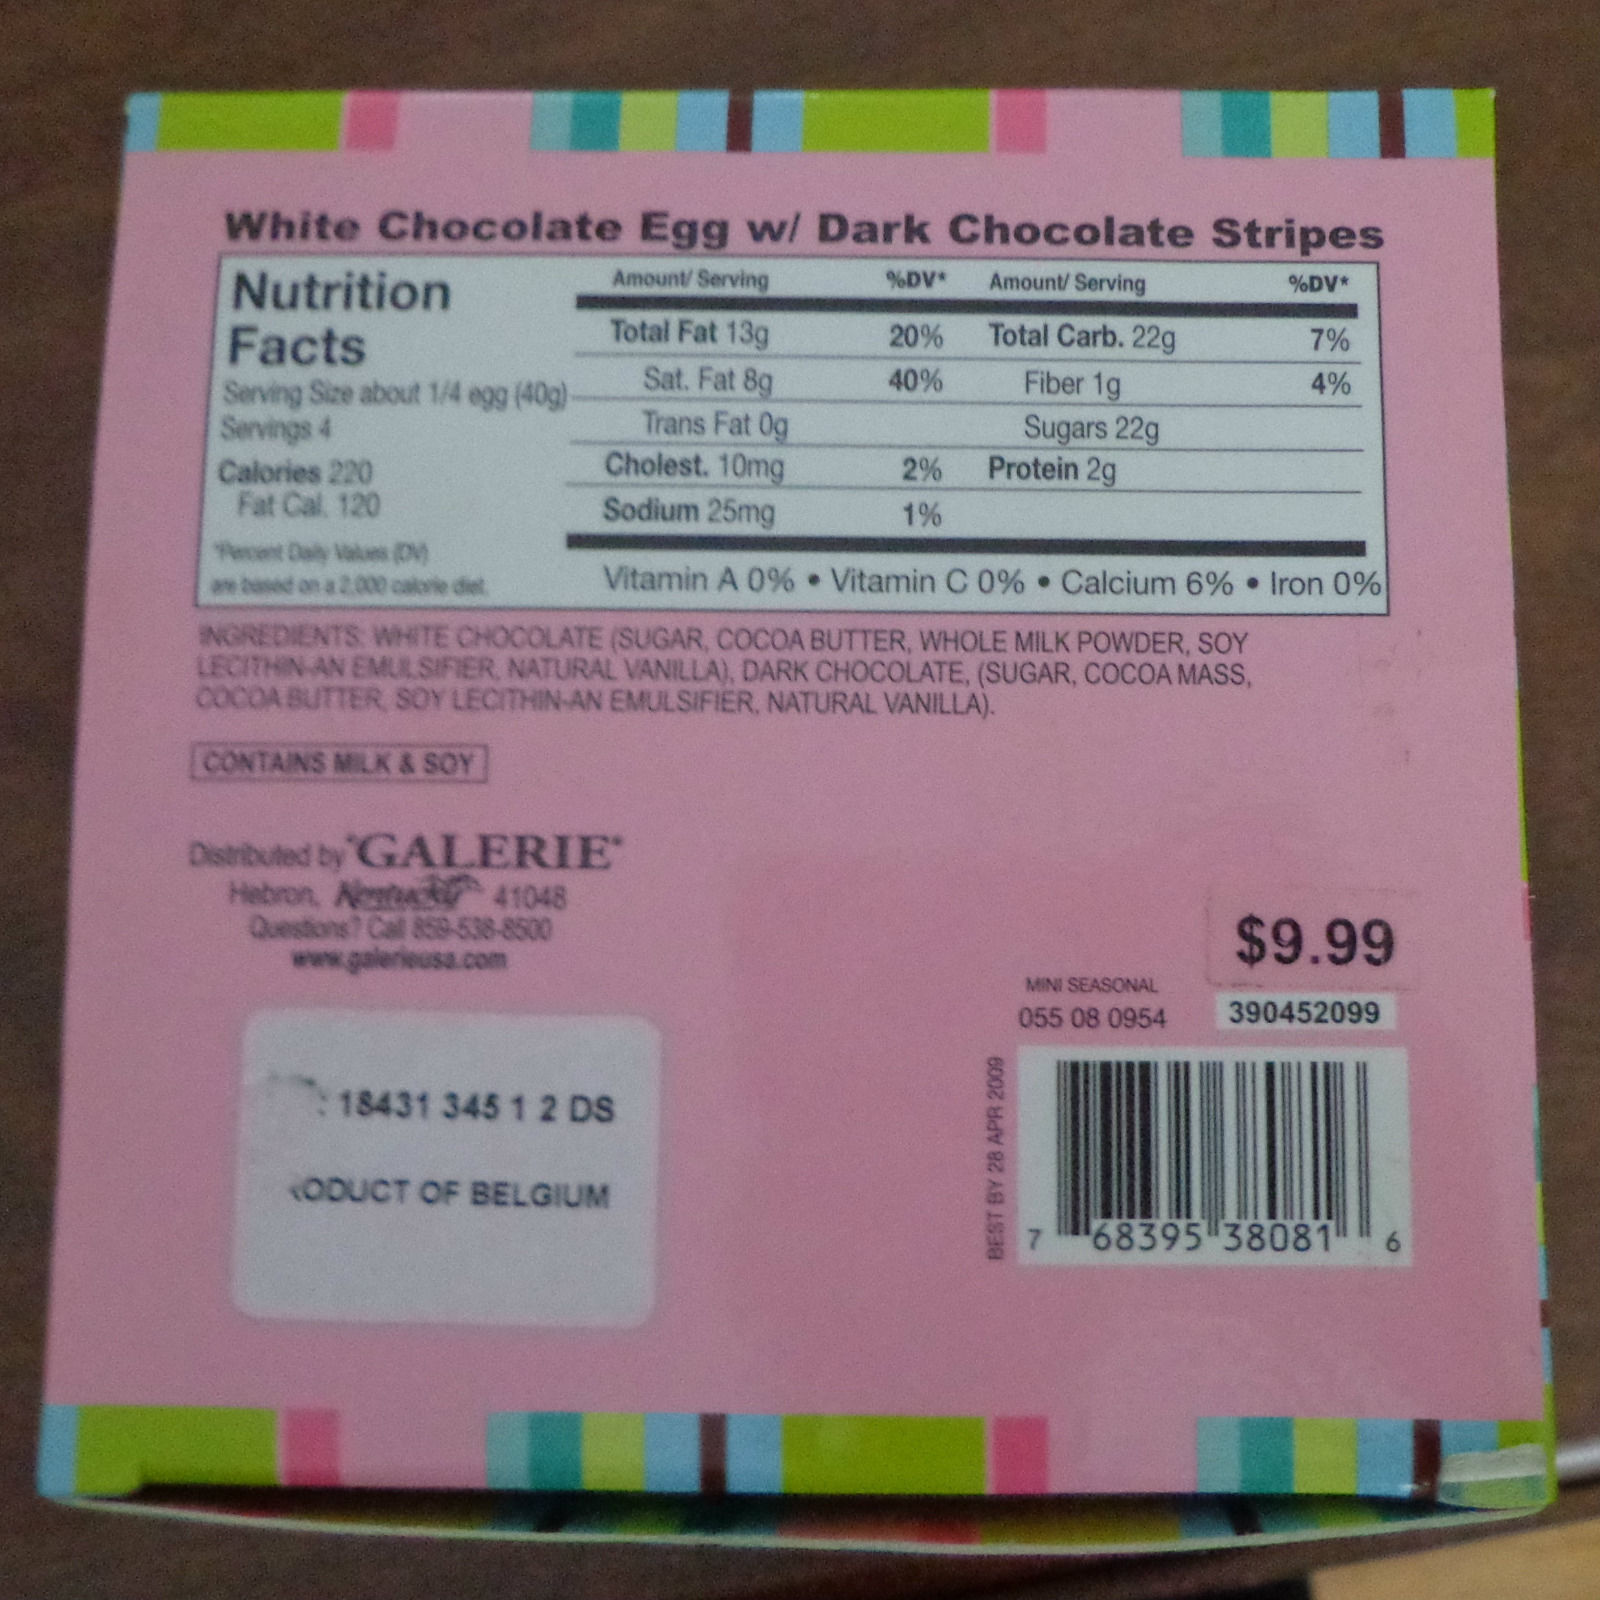 White Chocolate Egg w/ Dark Chocolate Stripes
Nutrition
Facts
Serving Size about 1/4 egg (40g)
Servings 4
Calories 220
Fat Cal. 120
*Percent Daily Values (DV)
are based on a 2,000 calorie diet.
Amount/ Serving %DV* Amount/ Serving %DV*
Total Fat 13g 20% Total Carb. 22g 7%
Sat. Fat 8g 40% Fiber 1g 4%
Trans Fat 0g Sugars 22g
Cholest. 10mg 2% Protein 2g
Sodium 25mg 1%
Vitamin A 0% • Vitamin C 0% • Calcium 6% • Iron 0%
INGREDIENTS: WHITE CHOCOLATE (SUGAR, COCOA BUTTER, WHOLE MILK POWDER, SOY
LECITHIN-AN EMULSIFIER, NATURAL VANILLA), DARK CHOCOLATE, (SUGAR, COCOA MASS,
COCOA BUTTER, SOY LECITHIN-AN EMULSIFIER, NATURAL VANILLA).
CONTAINS MILK & SOY
Distributed by "GALERIE"
Hebron, Kentucky 41048
Questions? Call 859-538-8500
www.galerieusa.com
: 18431 345 1 2 DS
RODUCT OF BELGIUM
$9.99
MINI SEASONAL
055 08 0954
390452099
BEST BY 28 APR 2009
7 68395 38081 6